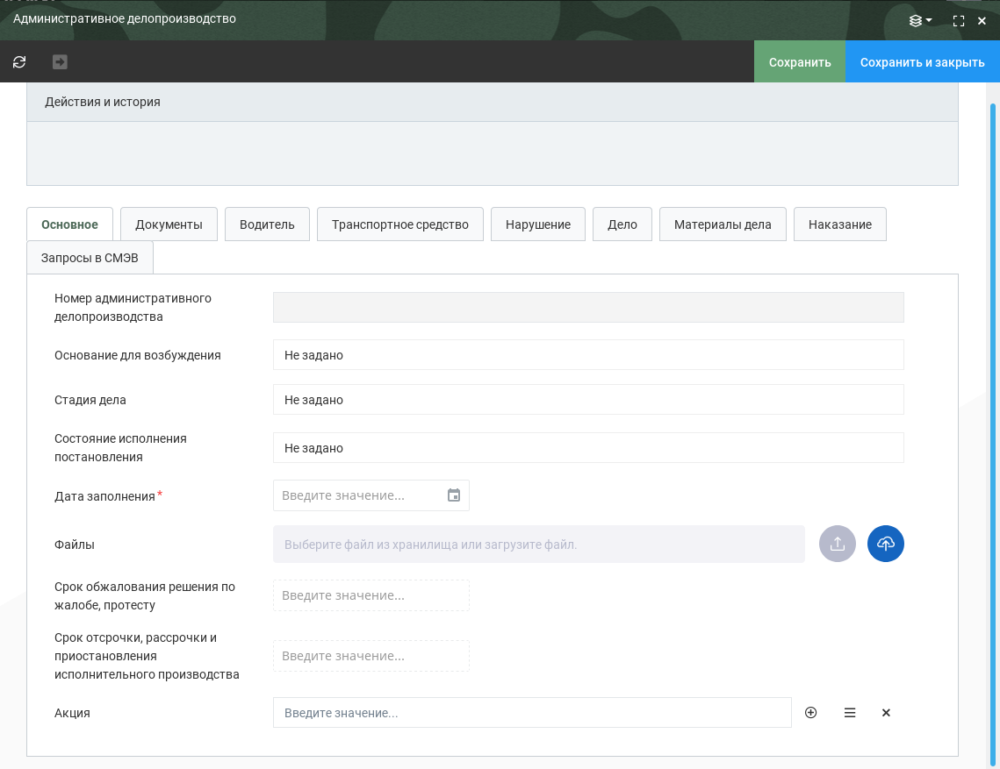 Административное делопроизводство
Сохранить
Сохранить и закрыть
Действия и история
Основное
Документы
Водитель
Транспортное средство
Нарушение
Дело
Материалы дела
Наказание
Запросы в СМЭВ
Номер административного
делопроизводства
Основание для возбуждения
Не задано
Стадия дела
Не задано
Состояние исполнения
постановления
Не задано
Дата заполнения*
Введите значение...
Файлы
Выберите файл из хранилища или загрузите файл.
Срок обжалования решения по
жалобе, протесту
Введите значение...
Срок отсрочки, рассрочки и
приостановления
исполнительного производства
Введите значение...
Акция
Введите значение...